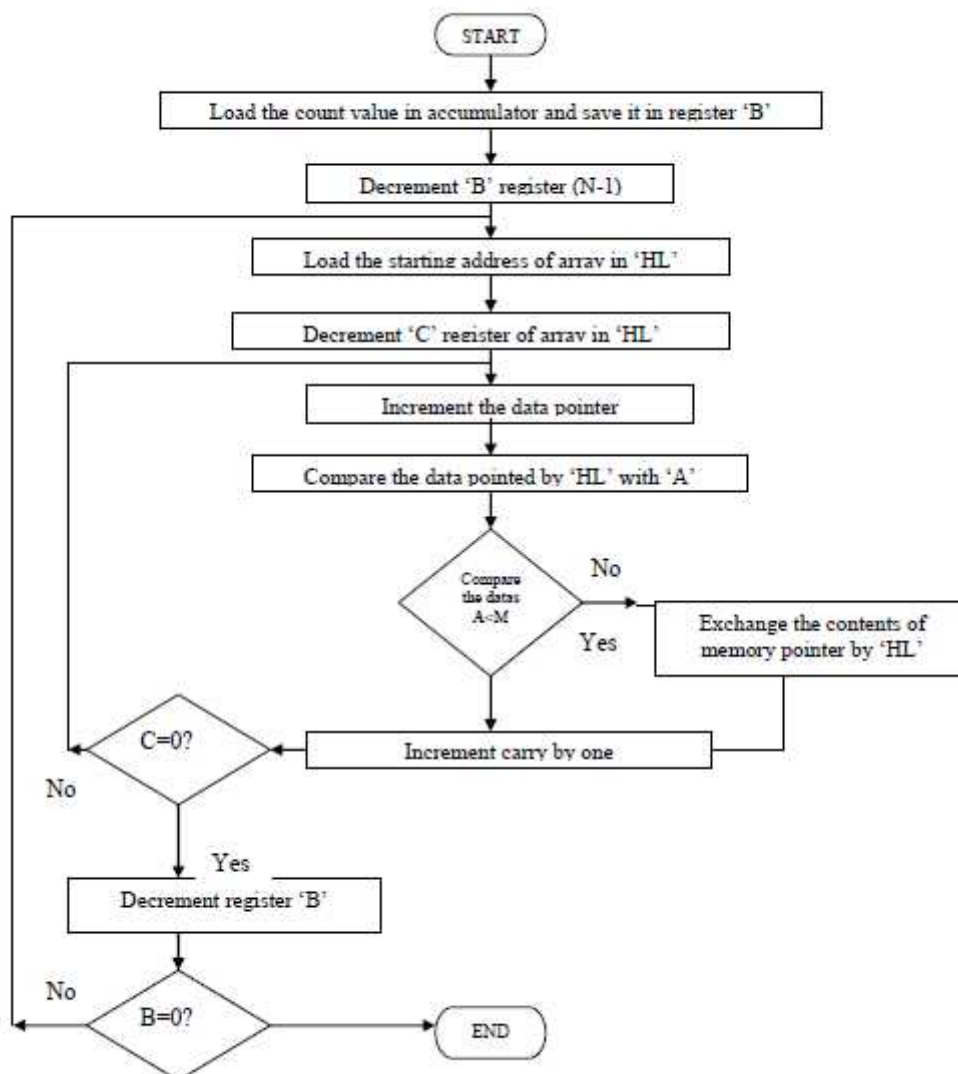 START
Load the count value in accumulator and save it in register ‘B’
Decrement ‘B’ register (N-1)
Load the starting address of array in ‘HL’
Decrement ‘C’ register of array in ‘HL’
Increment the data pointer
Compare the data pointed by ‘HL’ with ‘A’
Compare
the datas
A<M
No
Yes
Exchange the contents of
memory pointer by ‘HL’
Increment carry by one
C=0?
No
Yes
Decrement register ‘B’
No
B=0?
END